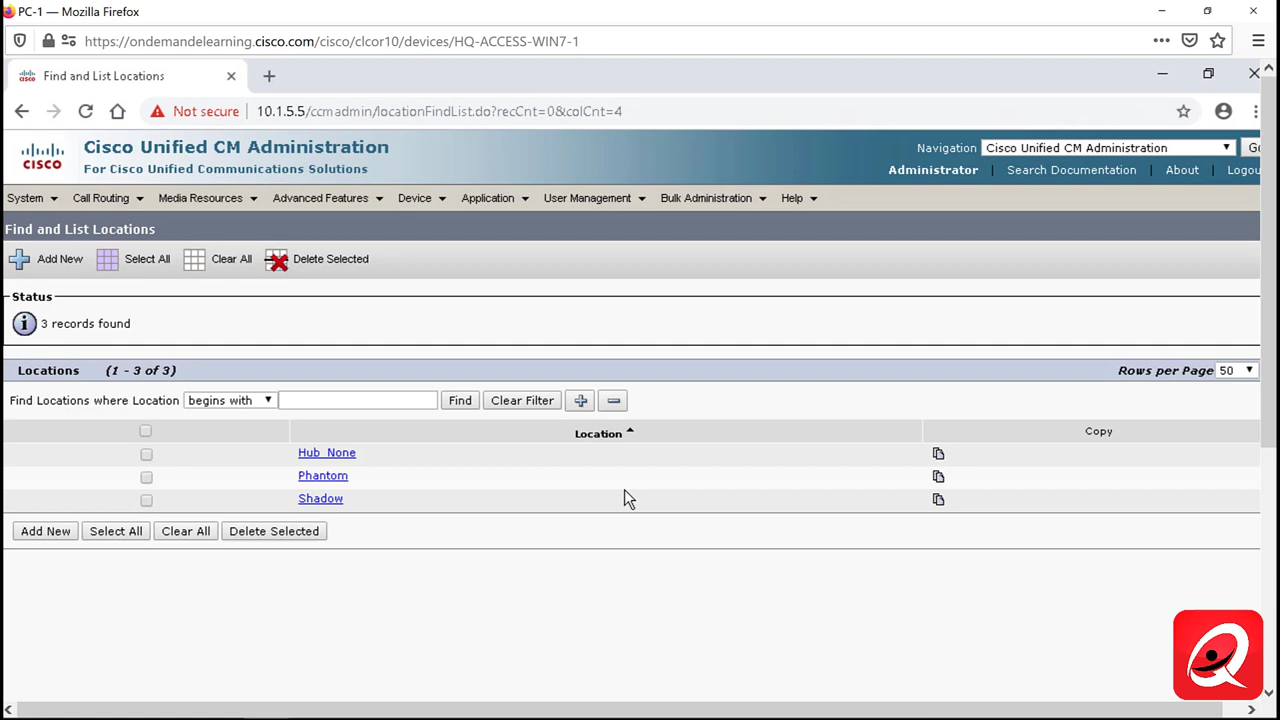 PC-1 — Mozilla Firefox
https://ondemandelearning.cisco.com/cisco/clcor10/devices/HQ-ACCESS-WIN7-1
Find and List Locations
Not secure 10.1.5.5/ccmadmin/locationFindList.do?recCnt=0&colCnt=4
CISCO
Cisco Unified CM Administration
For Cisco Unified Communications Solutions
Navigation Cisco Unified CM Administration Go
Administrator | Search Documentation | About | Logou
System Call Routing Media Resources Advanced Features Device Application User Management Bulk Administration Help
Find and List Locations
Add New Select All Clear All Delete Selected
Status
3 records found
Locations (1 - 3 of 3) Rows per Page 50
Find Locations where Location begins with Find Clear Filter
Location Copy
Hub_None
Phantom
Shadow
Add New Select All Clear All Delete Selected